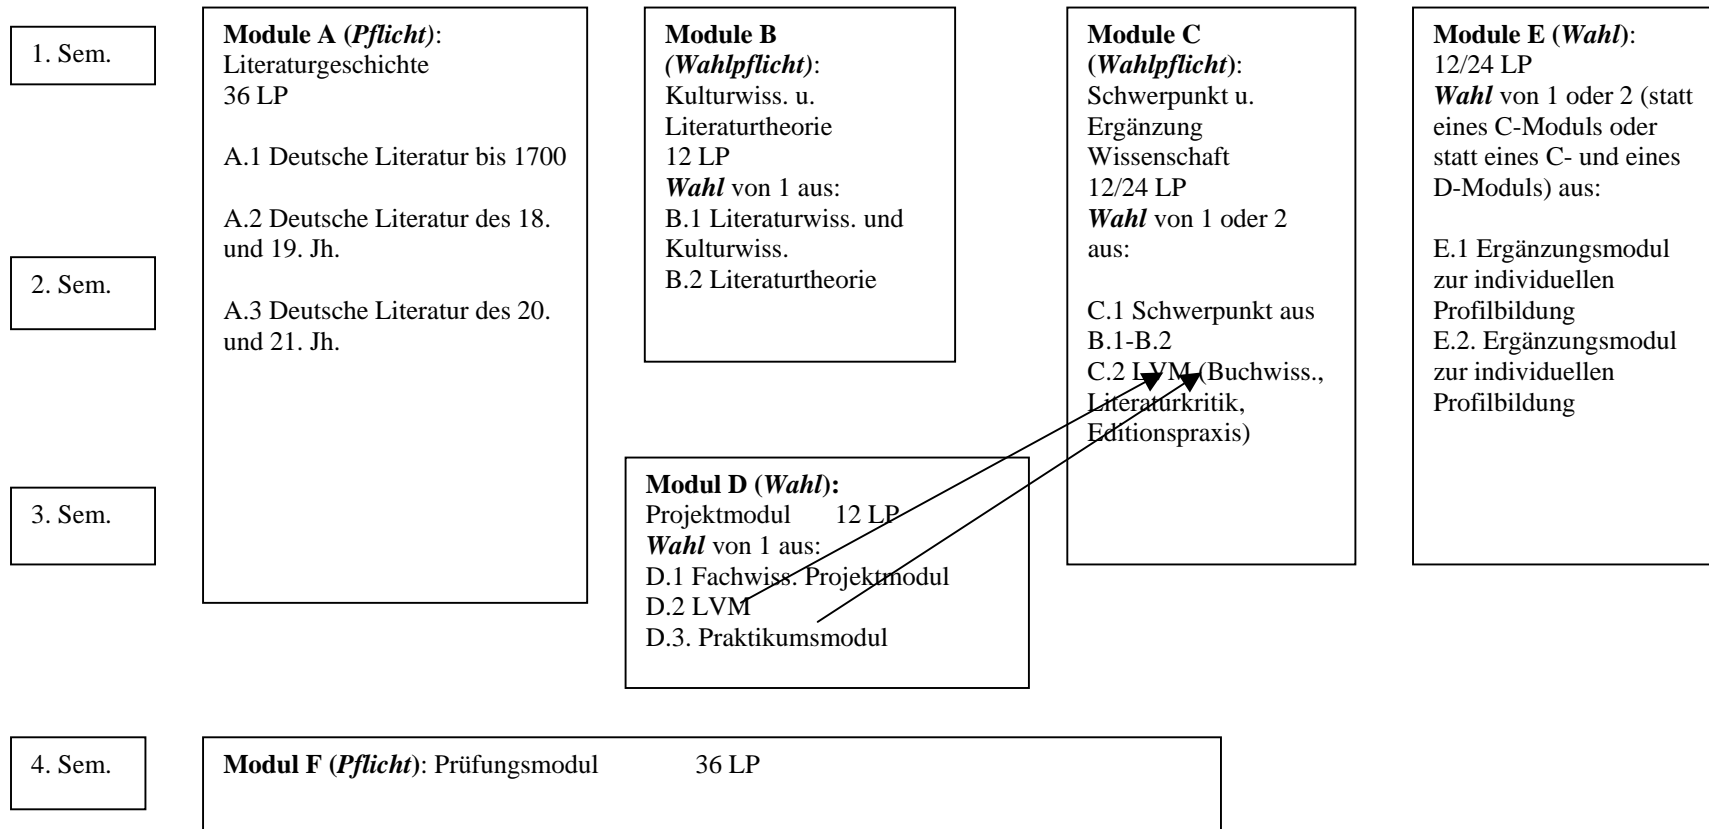 1. Sem.
Module A (Pflicht):
Literaturgeschichte
36 LP
A.1 Deutsche Literatur bis 1700
A.2 Deutsche Literatur des 18.
und 19. Jh.
A.3 Deutsche Literatur des 20.
und 21. Jh.
Module B
(Wahlpflicht):
Kulturwiss. u.
Literaturtheorie
12 LP
Wahl von 1 aus:
B.1 Literaturwiss. und
Kulturwiss.
B.2 Literaturtheorie
Module C
(Wahlpflicht):
Schwerpunkt u.
Ergänzung
Wissenschaft
12/24 LP
Wahl von 1 oder 2
aus:
C.1 Schwerpunkt aus
B.1-B.2
C.2 LVM (Buchwiss.,
Literaturkritik,
Editionspraxis)
Module E (Wahl):
12/24 LP
Wahl von 1 oder 2 (statt
eines C-Moduls oder
statt eines C- und eines
D-Moduls) aus:
E.1 Ergänzungsmodul
zur individuellen
Profilbildung
E.2. Ergänzungsmodul
zur individuellen
Profilbildung
2. Sem.
3. Sem.
Modul D (Wahl):
Projektmodul 12 LP
Wahl von 1 aus:
D.1 Fachwiss. Projektmodul
D.2 LVM
D.3. Praktikumsmodul
4. Sem.
Modul F (Pflicht): Prüfungsmodul 36 LP